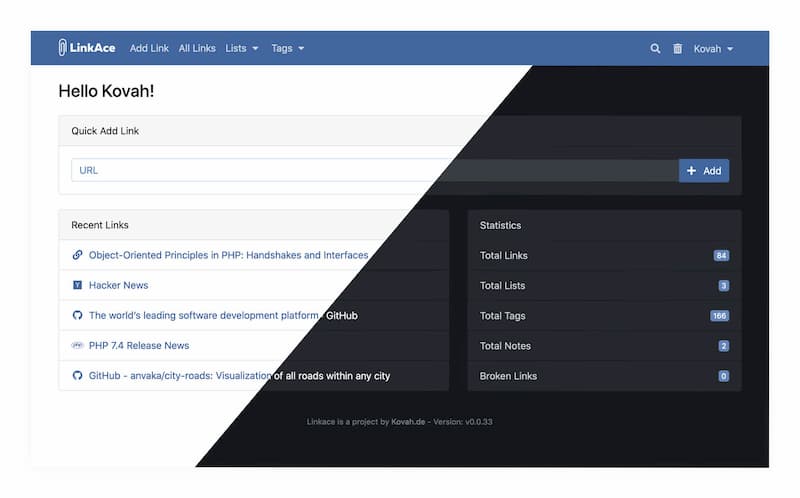 LinkAce Add Link All Links Lists Tags Kovah
Hello Kovah!
Quick Add Link
URL
Add
Recent Links
Object-Oriented Principles in PHP: Handshakes and Interfaces
Hacker News
The world's leading software development platform · GitHub
PHP 7.4 Release News
GitHub - anvaka/city-roads: Visualization of all roads within any city
Statistics
Total Links 84
Total Lists 3
Total Tags 166
Total Notes 2
Broken Links 0
Linkace is a project by Kovah.de - Version: v0.0.33